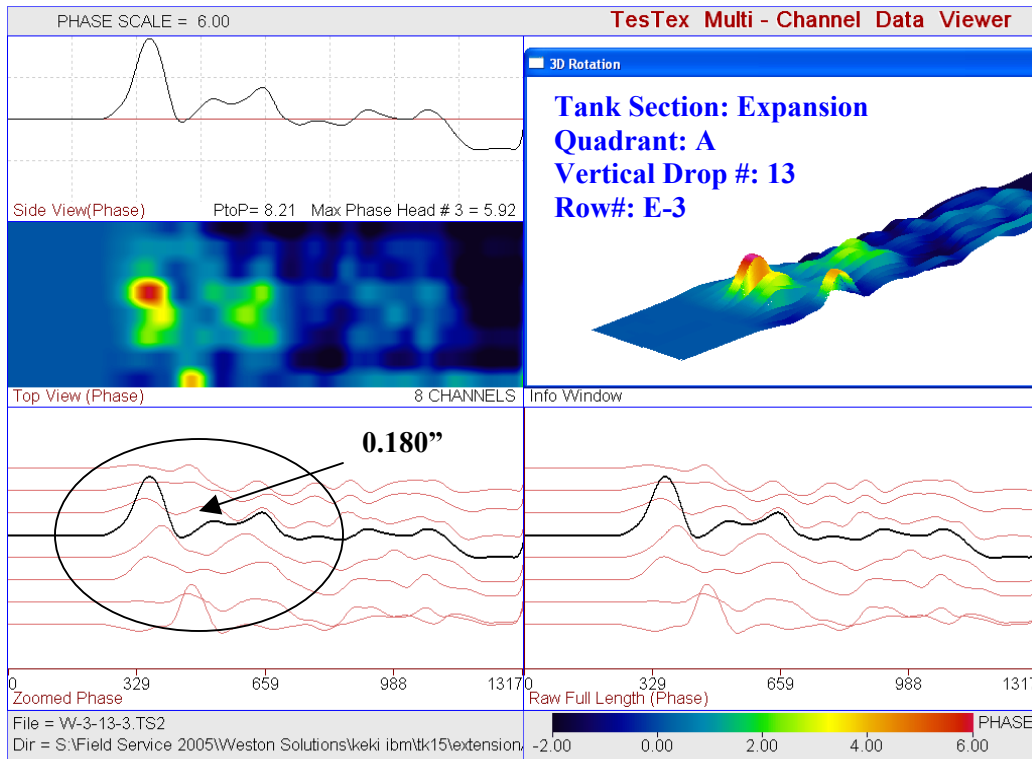 PHASE SCALE = 6.00
TesTex Multi - Channel Data Viewer
3D Rotation
Tank Section: Expansion
Quadrant: A
Vertical Drop #: 13
Row#: E-3
Side View(Phase) PtoP= 8.21 Max Phase Head # 3 = 5.92
Top View (Phase) 8 CHANNELS
Info Window
0.180”
0 329 659 988 1317
Zoomed Phase
0 329 659 988 1317
Raw Full Length (Phase)
File = W-3-13-3.TS2
Dir = S:\Field Service 2005\Weston Solutions\keki ibm\tk15\extension
PHASE
-2.00 0.00 2.00 4.00 6.00